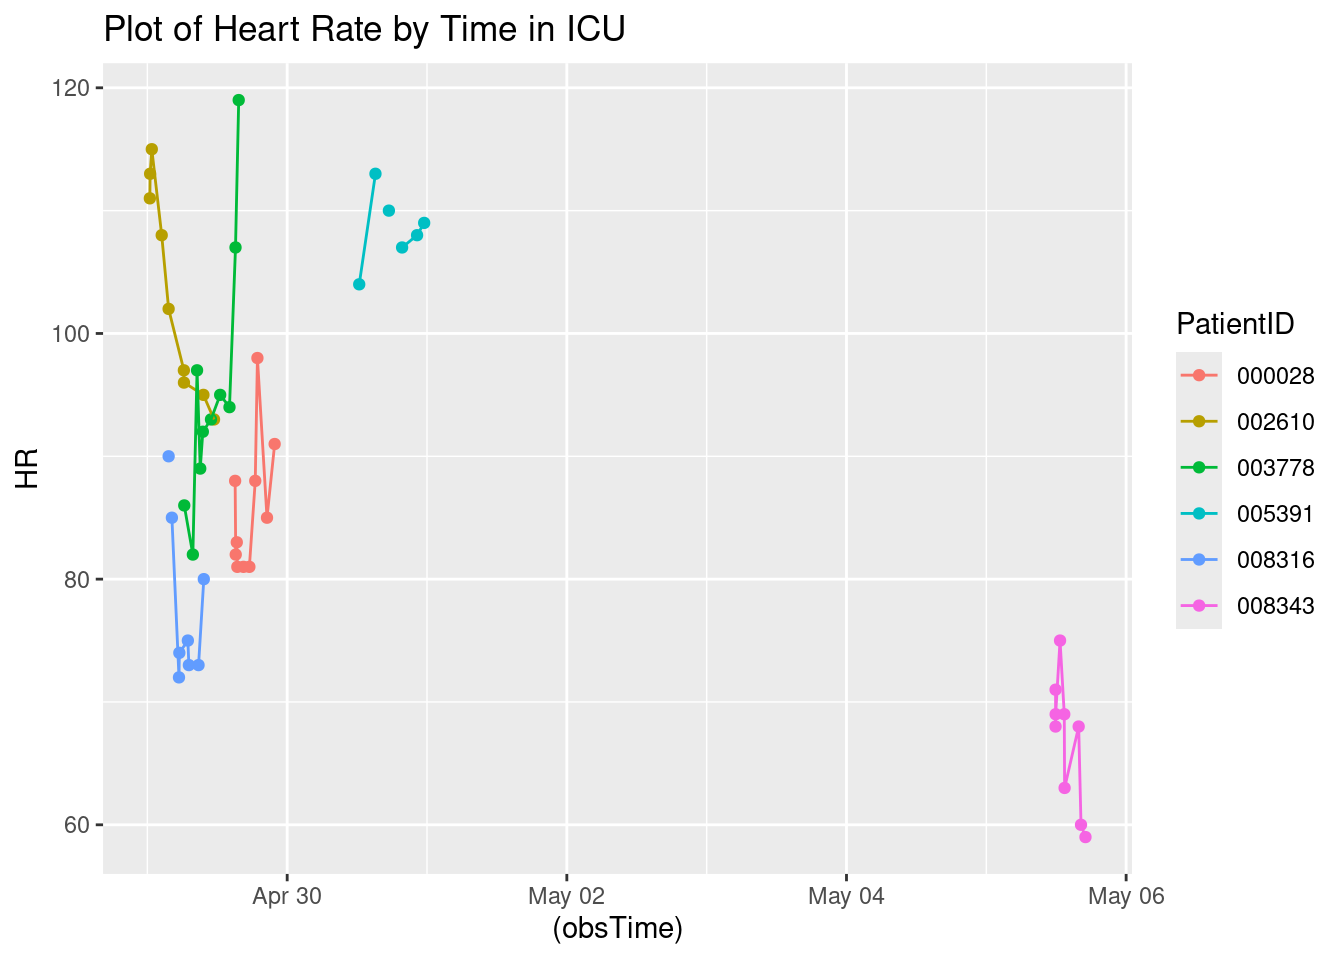 Plot of Heart Rate by Time in ICU
120
100
80
60
HR
Apr 30
May 02
May 04
May 06
(obsTime)
PatientID
000028
002610
003778
005391
008316
008343